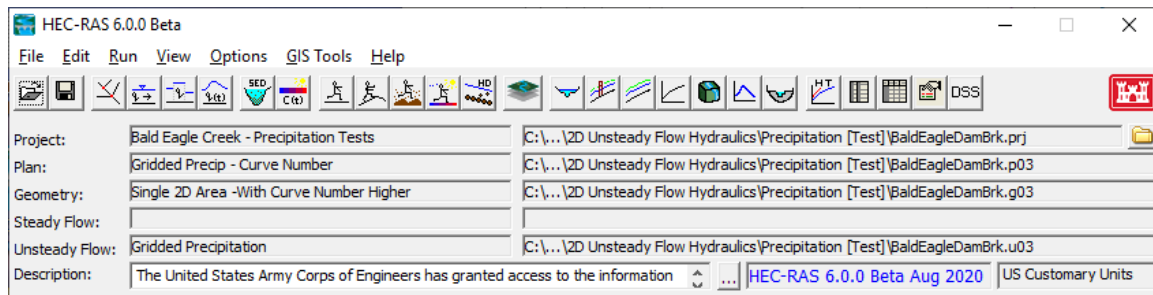 HEC-RAS 6.0.0 Beta
File Edit Run View Options GIS Tools Help
SED C(t) HD HT DSS
Project: Bald Eagle Creek - Precipitation Tests C:\...\2D Unsteady Flow Hydraulics\Precipitation [Test]\BaldEagleDamBrk.prj
Plan: Gridded Precip - Curve Number C:\...\2D Unsteady Flow Hydraulics\Precipitation [Test]\BaldEagleDamBrk.p03
Geometry: Single 2D Area -With Curve Number Higher C:\...\2D Unsteady Flow Hydraulics\Precipitation [Test]\BaldEagleDamBrk.g03
Steady Flow:
Unsteady Flow: Gridded Precipitation C:\...\2D Unsteady Flow Hydraulics\Precipitation [Test]\BaldEagleDamBrk.u03
Description: The United States Army Corps of Engineers has granted access to the information ... HEC-RAS 6.0.0 Beta Aug 2020 US Customary Units